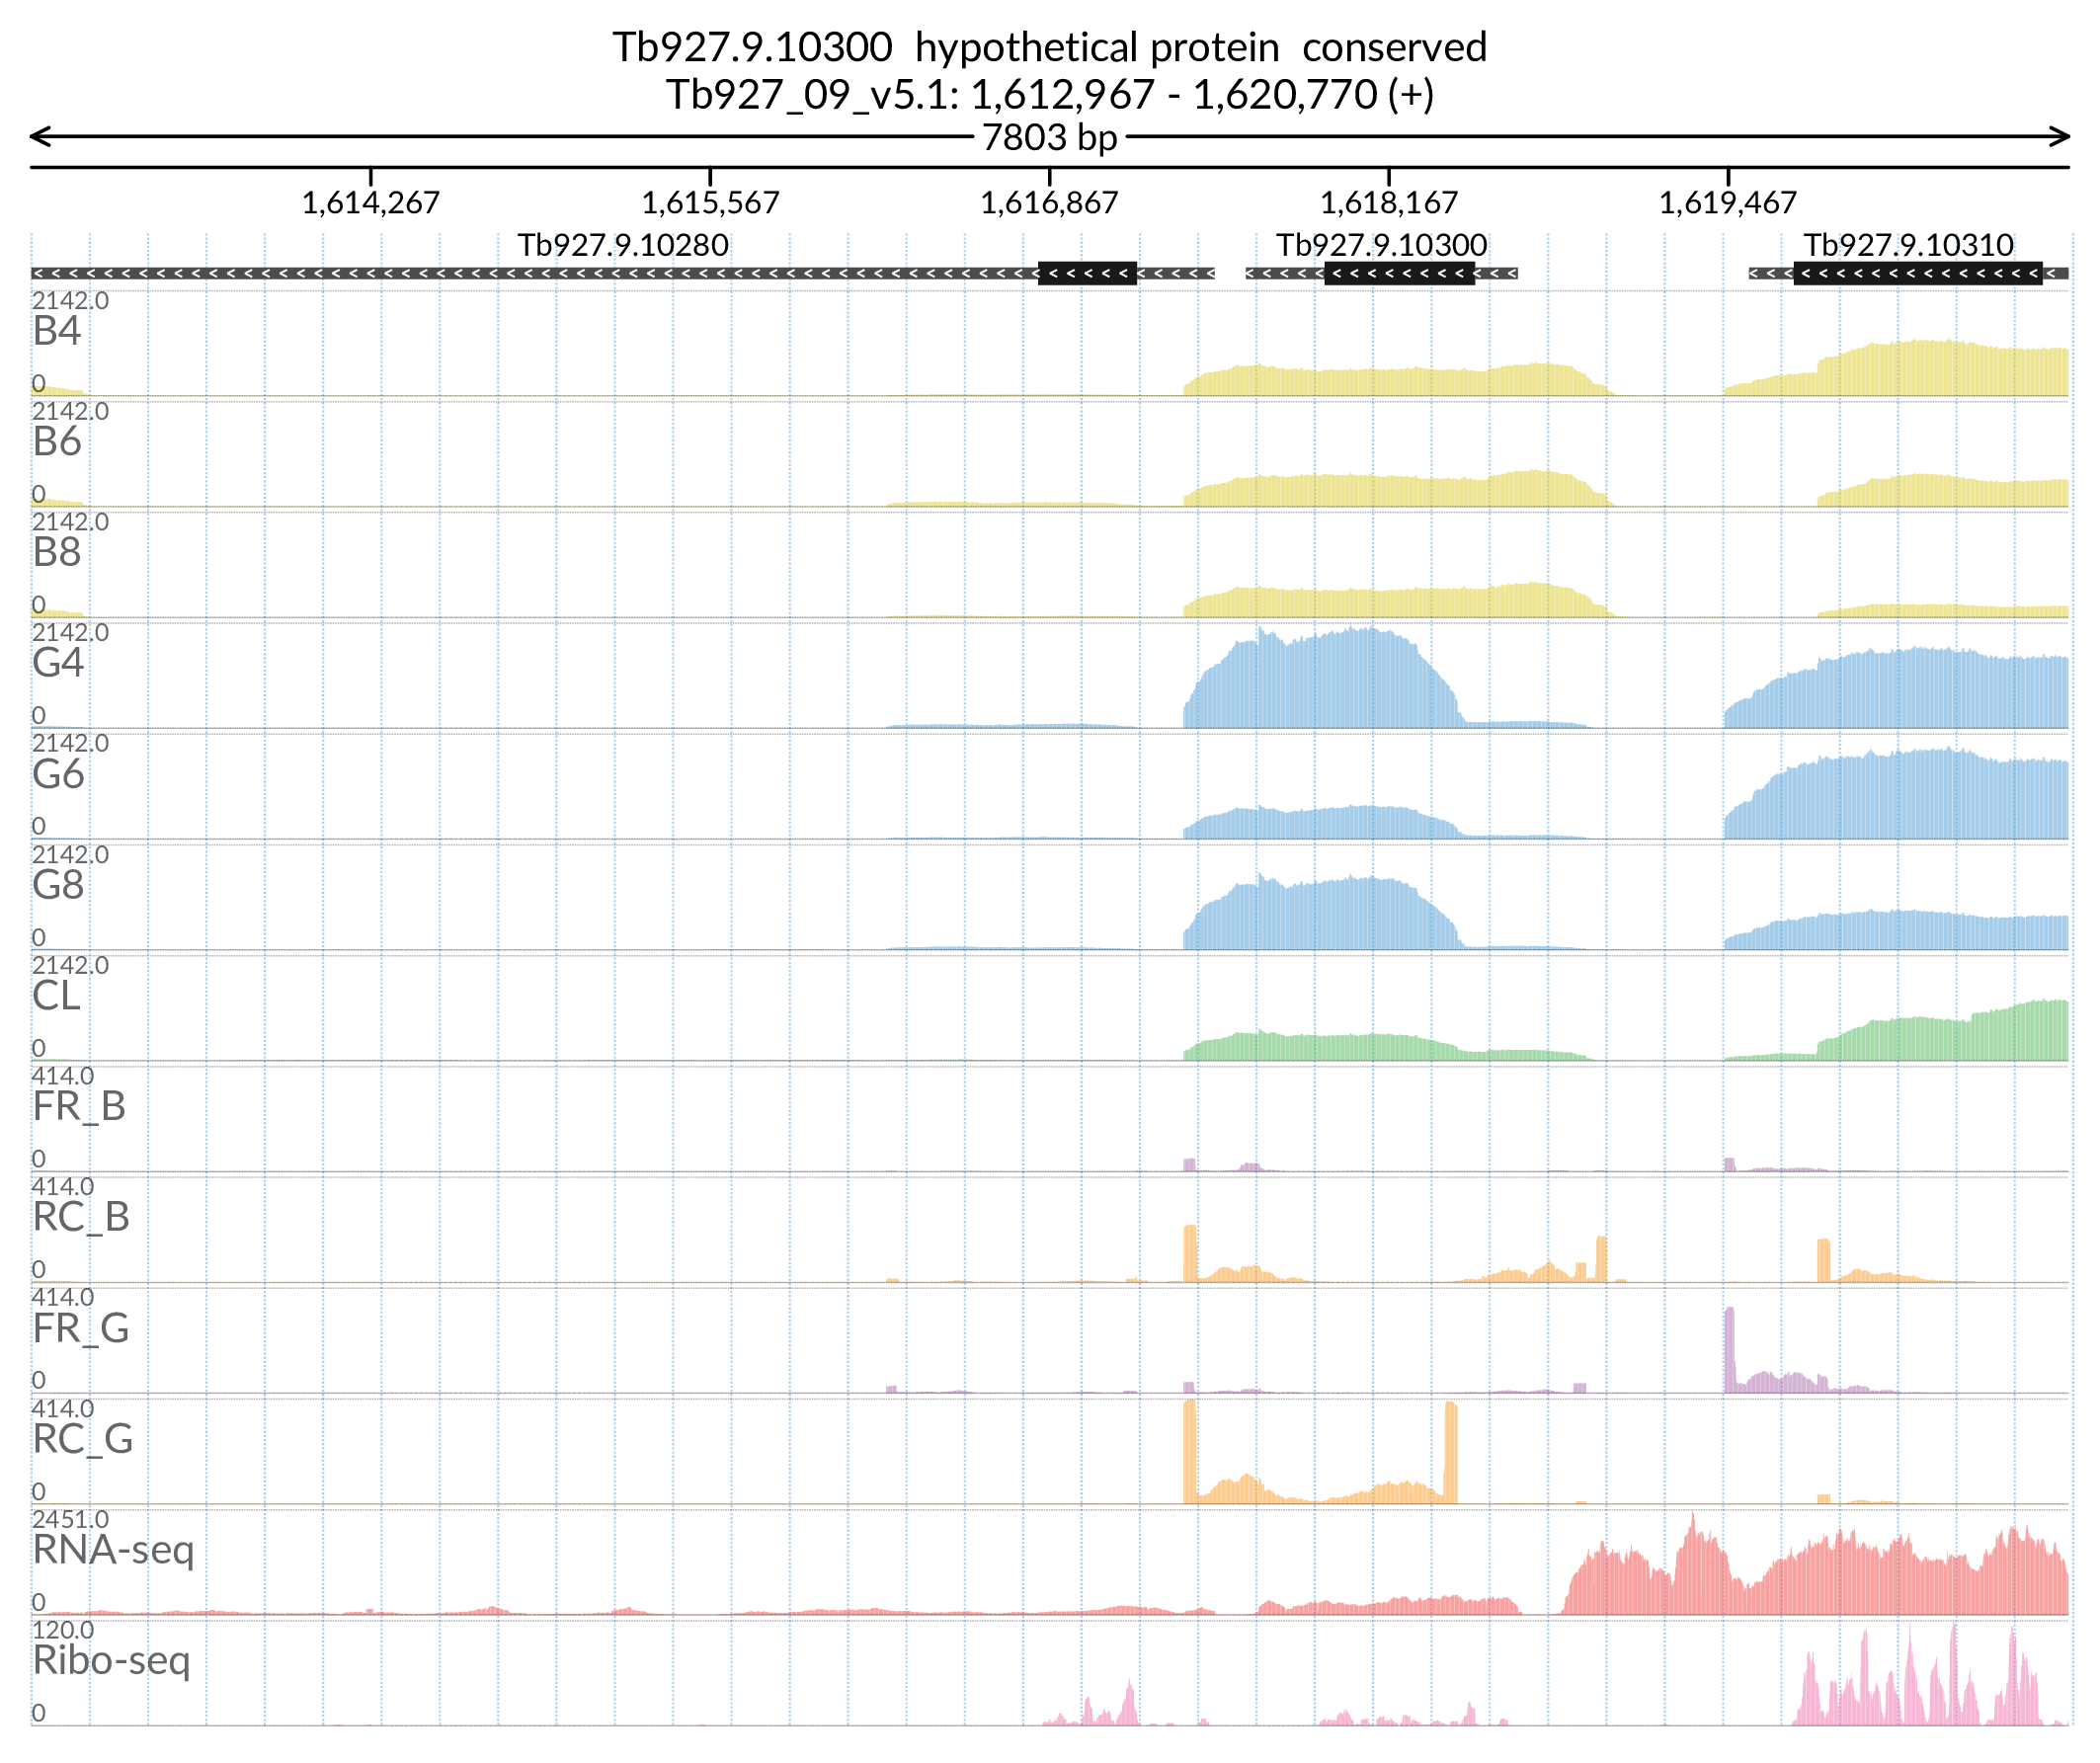 Tb927.9.10300 hypothetical protein conserved
Tb927_09_v5.1: 1,612,967 - 1,620,770 (+)
7803 bp
1,614,267 1,615,567 1,616,867 1,618,167 1,619,467
Tb927.9.10280 Tb927.9.10300 Tb927.9.10310
2142.0
B4
0
2142.0
B6
0
2142.0
B8
0
2142.0
G4
0
2142.0
G6
0
2142.0
G8
0
2142.0
CL
0
414.0
FR_B
0
414.0
RC_B
0
414.0
FR_G
0
414.0
RC_G
0
2451.0
RNA-seq
0
120.0
Ribo-seq
0